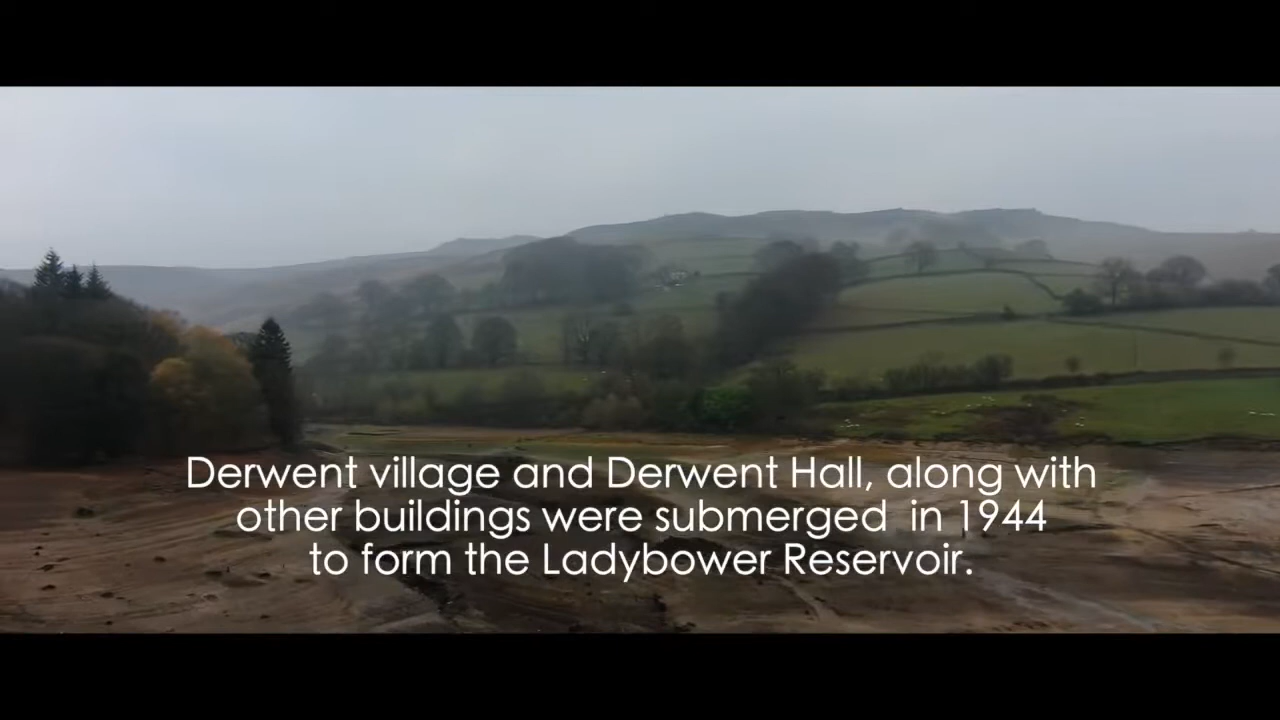 Derwent village and Derwent Hall, along with
other buildings were submerged  in 1944
to form the Ladybower Reservoir.